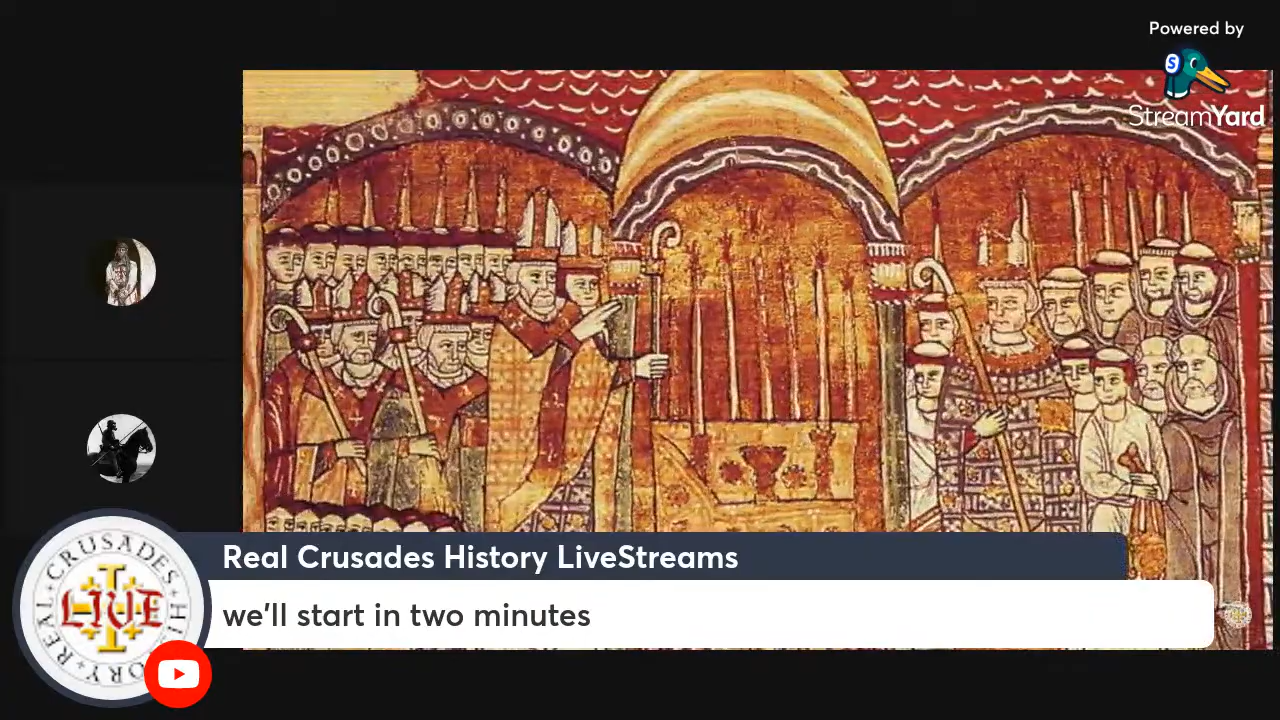 Powered by
S
StreamYard
Real Crusades History LiveStreams
we'll start in two minutes
REAL · CRUSADES · HISTORY
LIVE